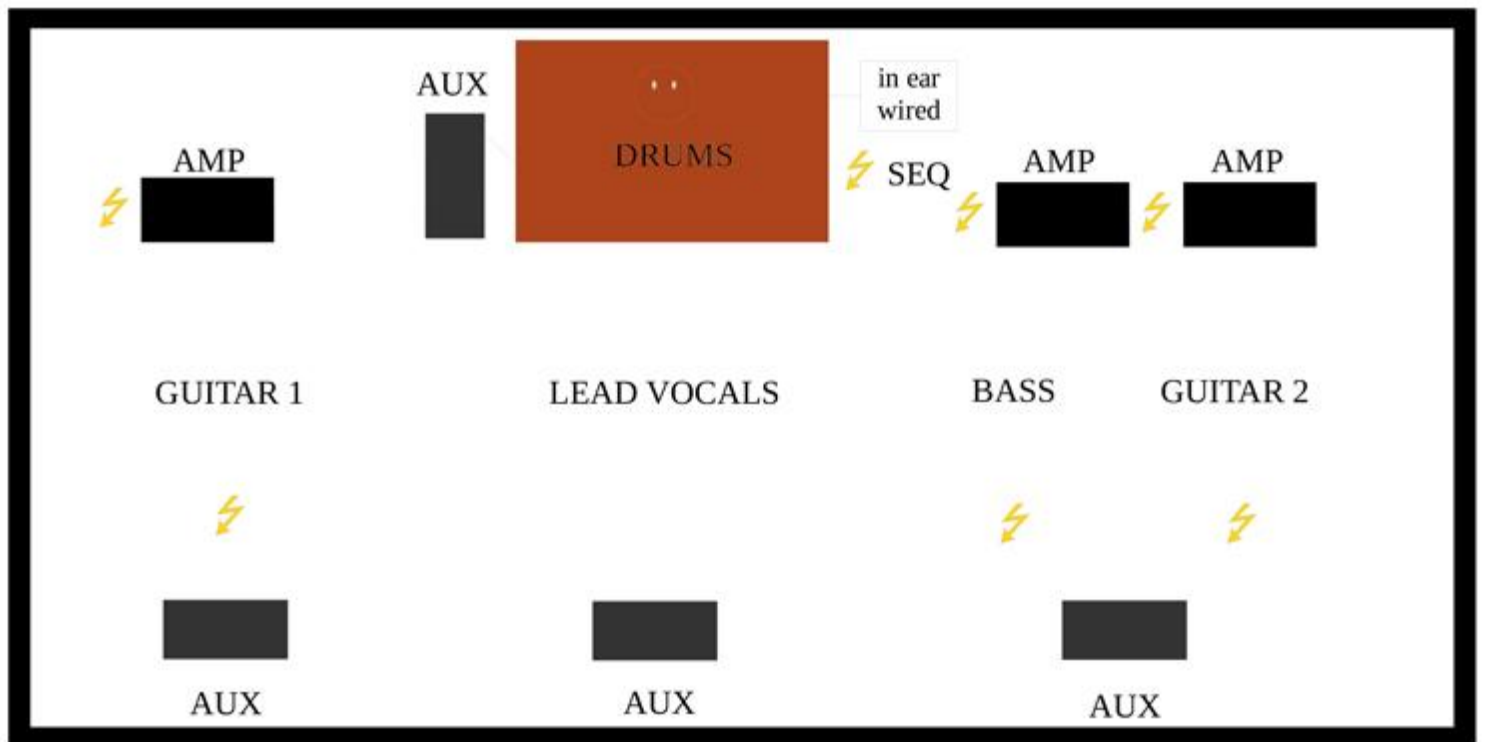 AUX
in ear
wired
DRUMS
AMP
SEQ
AMP
AMP
GUITAR 1
LEAD VOCALS
BASS
GUITAR 2
AUX
AUX
AUX